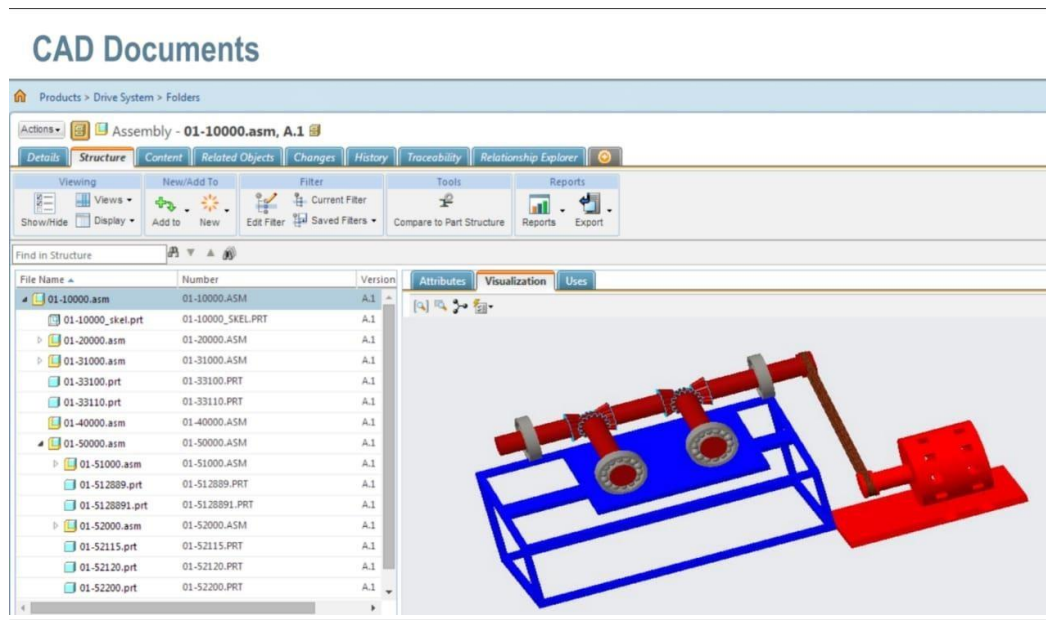 CAD Documents
Products > Drive System > Folders
Actions Assembly - 01-10000.asm, A.1
Details Structure Content Related Objects Changes History Traceability Relationship Explorer
Viewing New/Add To Filter Tools Reports
Views Current Filter
Show/Hide Display Add to New Edit Filter Saved Filters Compare to Part Structure Reports Export
Find in Structure
File Name Number Version Attributes Visualization Uses
01-10000.asm 01-10000.ASM A.1
01-10000_skel.prt 01-10000_SKEL.PRT A.1
01-20000.asm 01-20000.ASM A.1
01-31000.asm 01-31000.ASM A.1
01-33100.prt 01-33100.PRT A.1
01-33110.prt 01-33110.PRT A.1
01-40000.asm 01-40000.ASM A.1
01-50000.asm 01-50000.ASM A.1
01-51000.asm 01-51000.ASM A.1
01-512889.prt 01-512889.PRT A.1
01-5128891.prt 01-5128891.PRT A.1
01-52000.asm 01-52000.ASM A.1
01-52115.prt 01-52115.PRT A.1
01-52120.prt 01-52120.PRT A.1
01-52200.prt 01-52200.PRT A.1